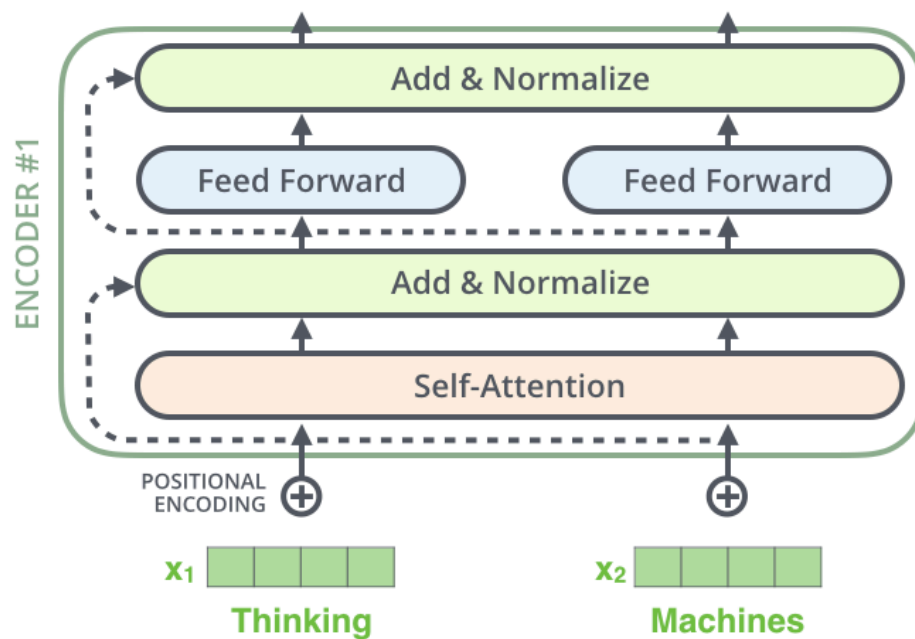 ENCODER #1
Add & Normalize
Feed Forward Feed Forward
Add & Normalize
Self-Attention
POSITIONAL
ENCODING
x1 x2
Thinking Machines